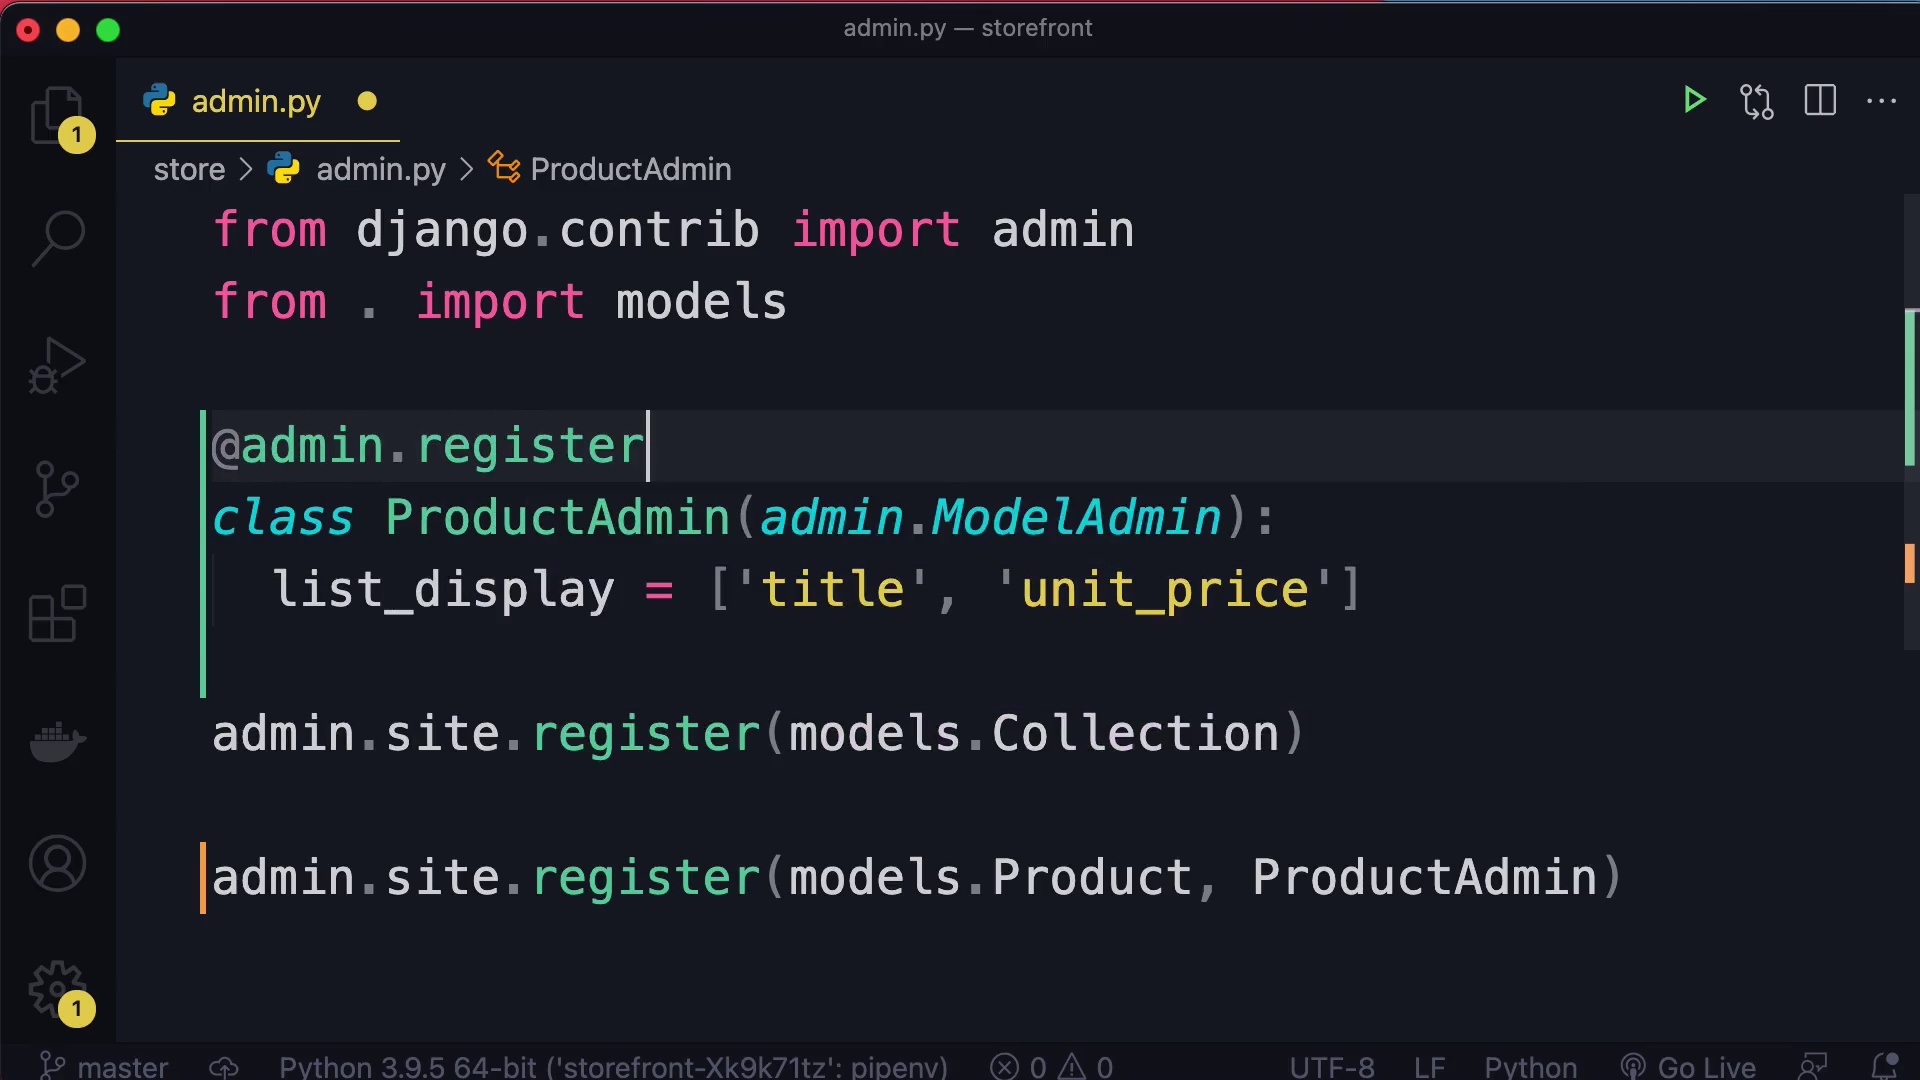 admin.py — storefront
admin.py
1
store > admin.py > ProductAdmin
from django.contrib import admin
from . import models
@admin.register
class ProductAdmin(admin.ModelAdmin):
list_display = ['title', 'unit_price']
admin.site.register(models.Collection)
admin.site.register(models.Product, ProductAdmin)
1
master Python 3.9.5 64-bit ('storefront-Xk9k71tz': pipenv) 0 0 UTF-8 LF Python Go Live